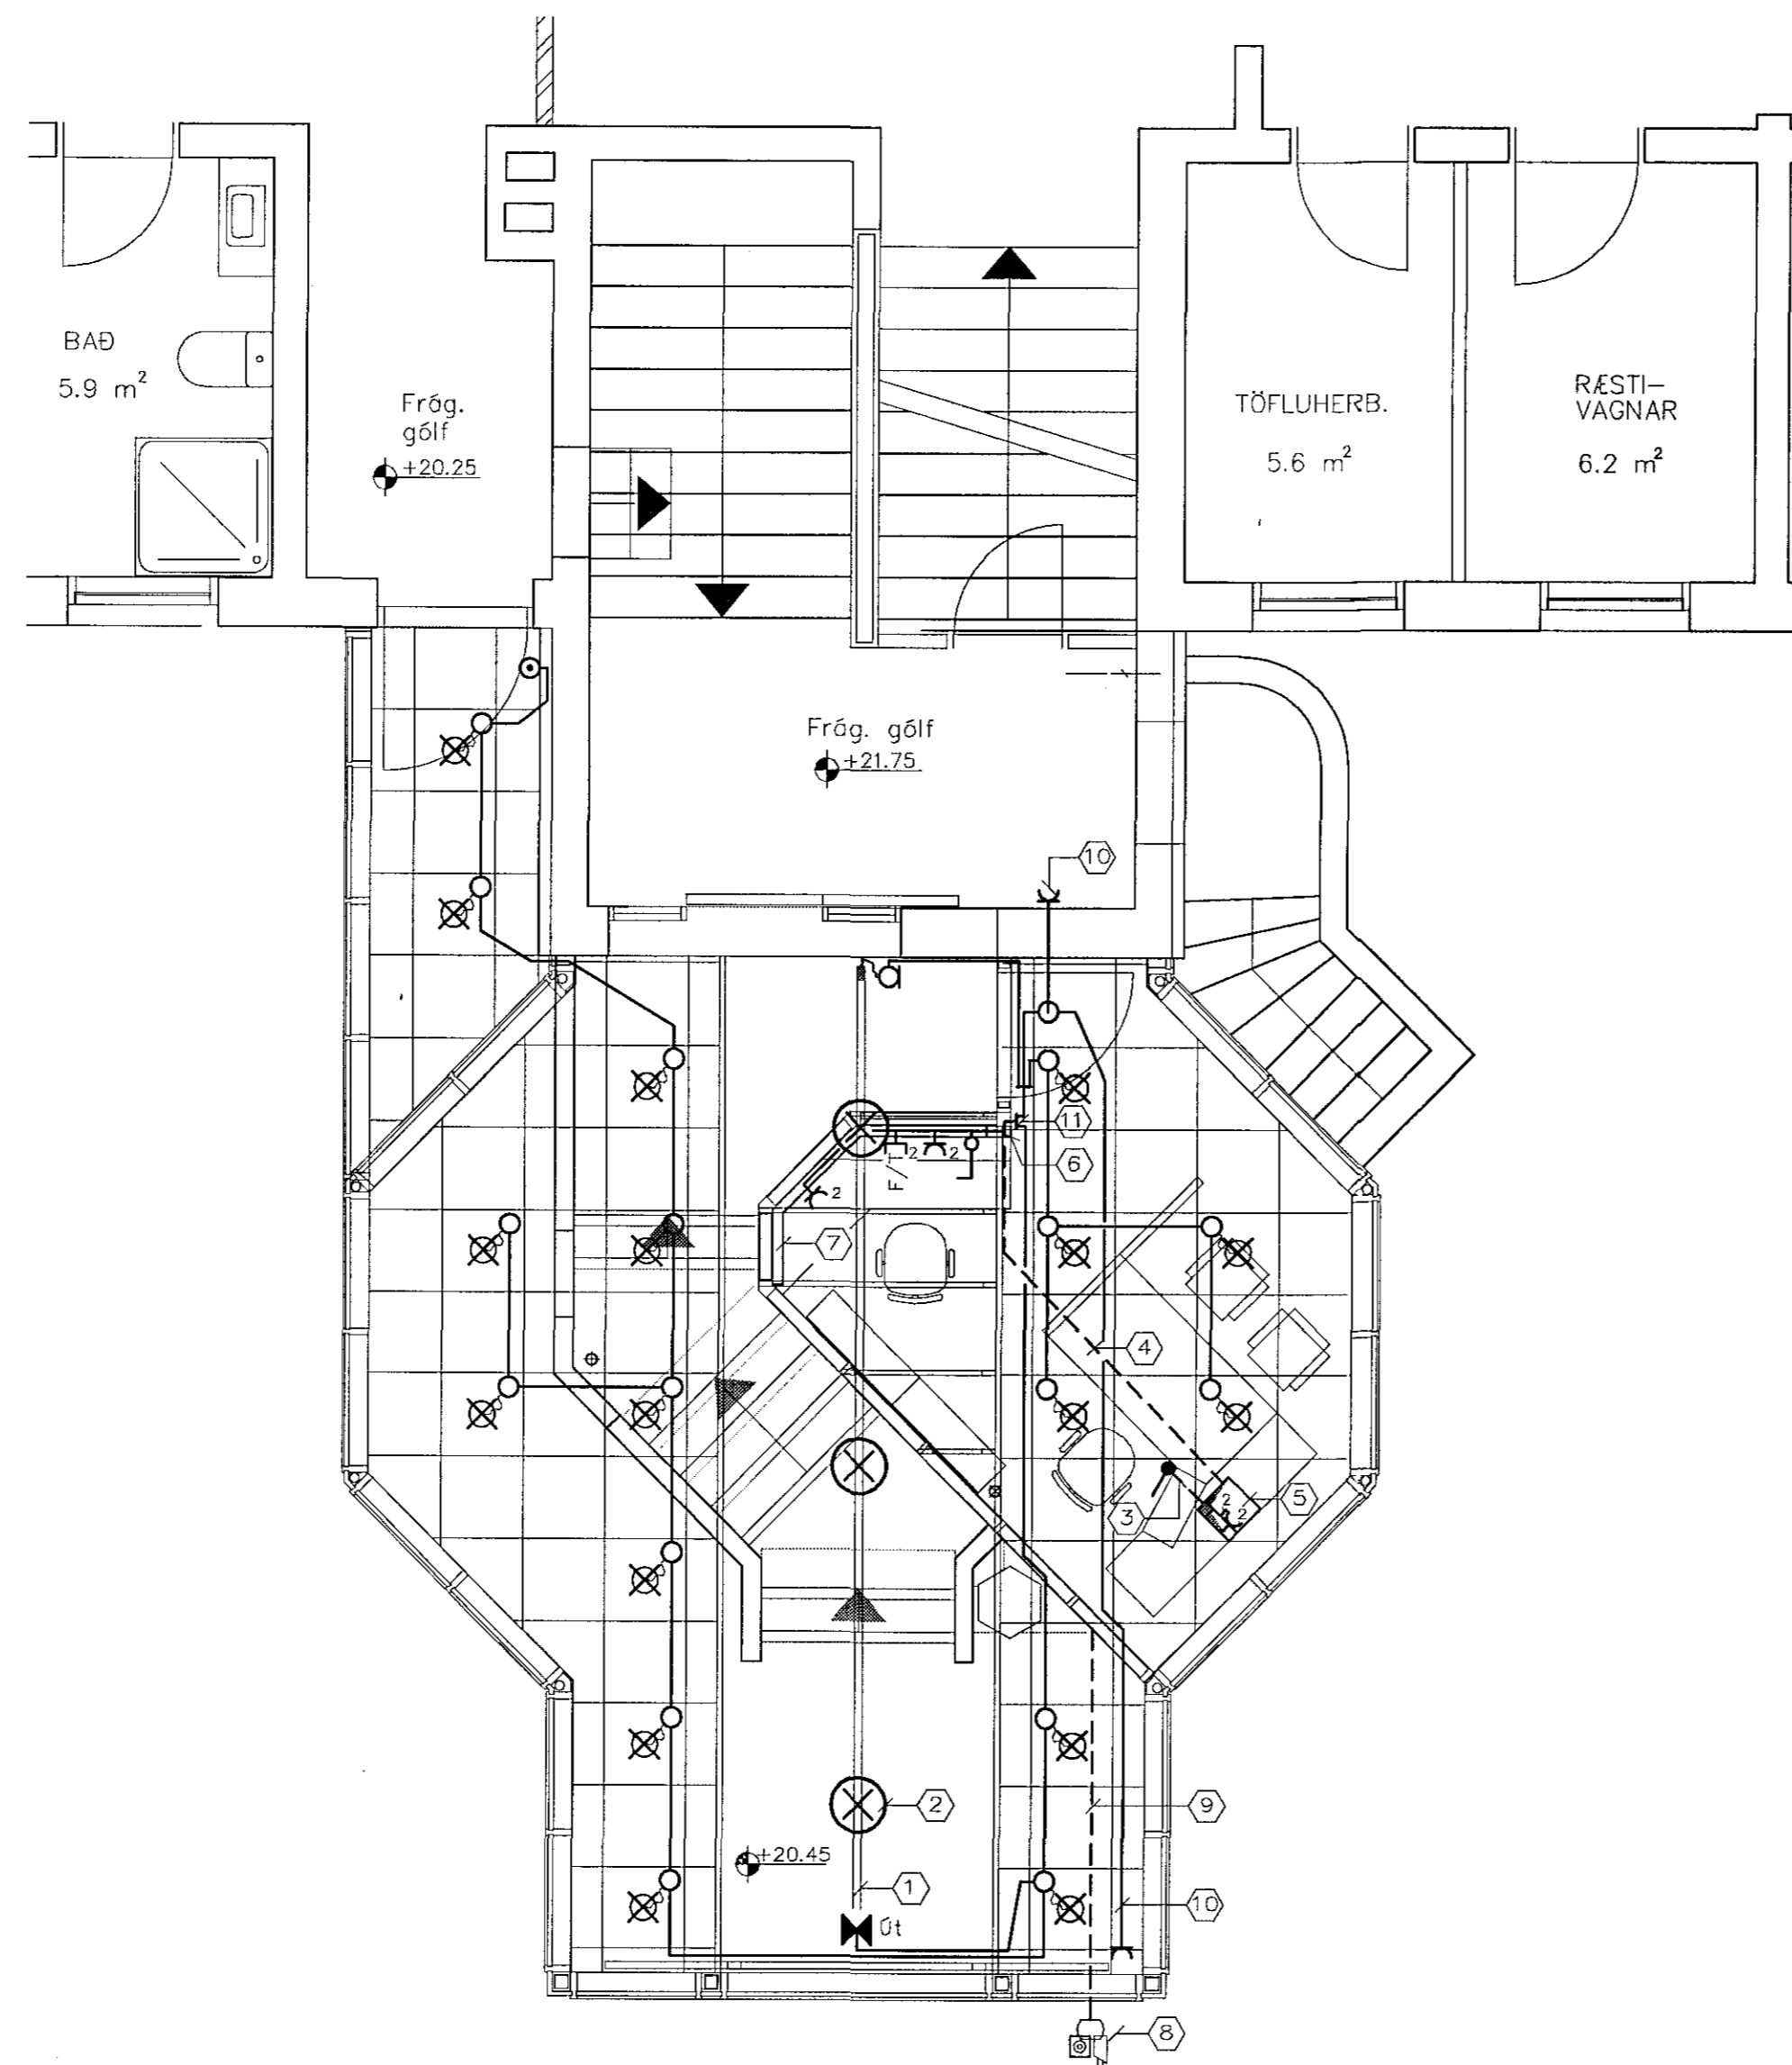 BAÐ
5.9 m²
Frág.
gólf
+20.25
TÖFLUHERB.
5.6 m²
RÆSTI-
VAGNAR
6.2 m²
Frág. gólf
+21.75
10
11
6
F/T
2
2
2
7
4
5
2
2
3
2
9
+20.45
1
10
Út
8